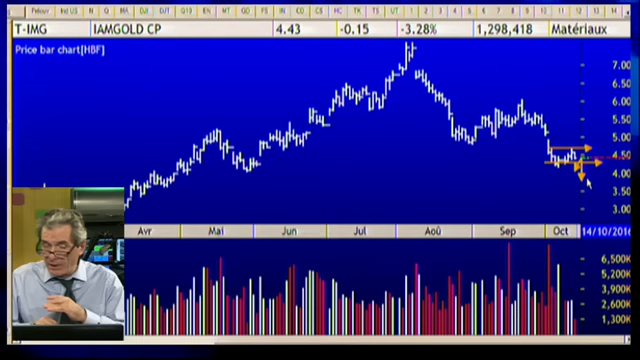 T-IMG IAMGOLD CP 4.43 -0.15 -3.28% 1,298,418 Matériaux
Price bar chart[HBF]
7.00
6.50
6.00
5.50
5.00
4.50
4.00
3.50
3.00
Avr Mai Jun Jul Aoû Sep Oct 14/10/2016
6,500K
5,200K
3,900K
2,600K
1,300K